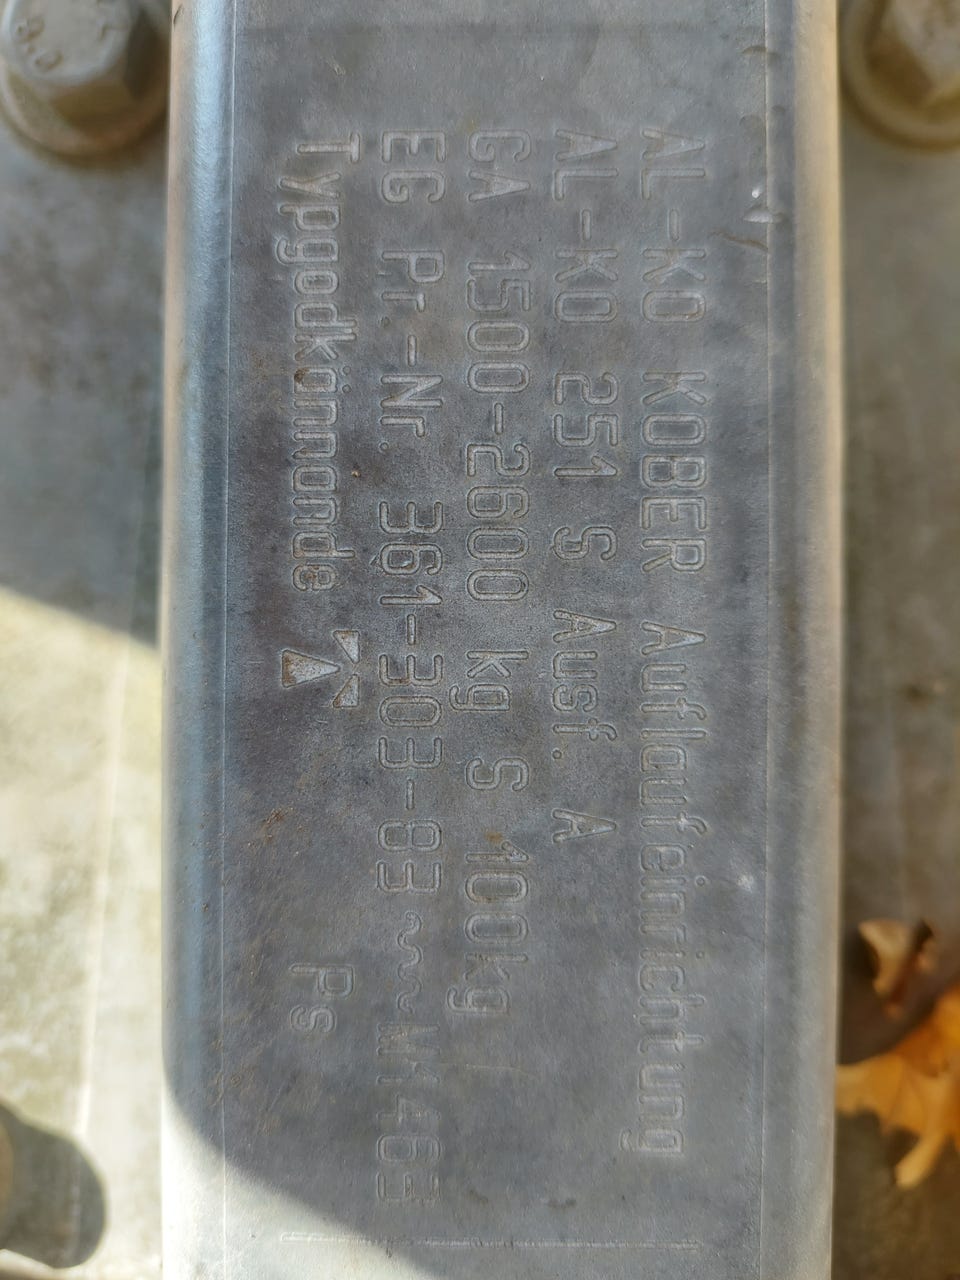 AL-KO KOBER Auflaufeinrichtung
AL-KO 251 S Ausf. A
GA 1500-2600 kg S 100kg
EG Pr.-Nr. 361-303-83 ~~ M1463
Typgodkännande Ps